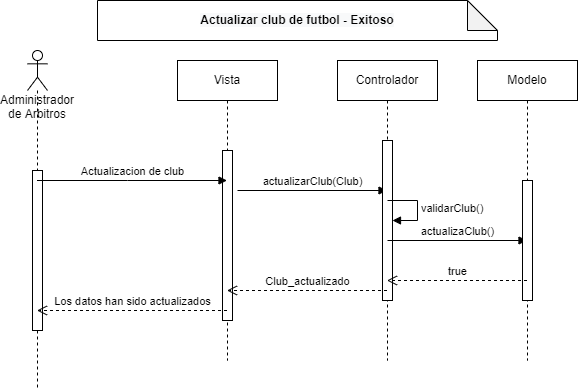 Actualizar club de futbol - Exitoso
Vista
Controlador
Modelo
Administrador
de Arbitros
Actualizacion de club
actualizarClub(Club)
validarClub()
actualizaClub()
true
Club_actualizado
Los datos han sido actualizados